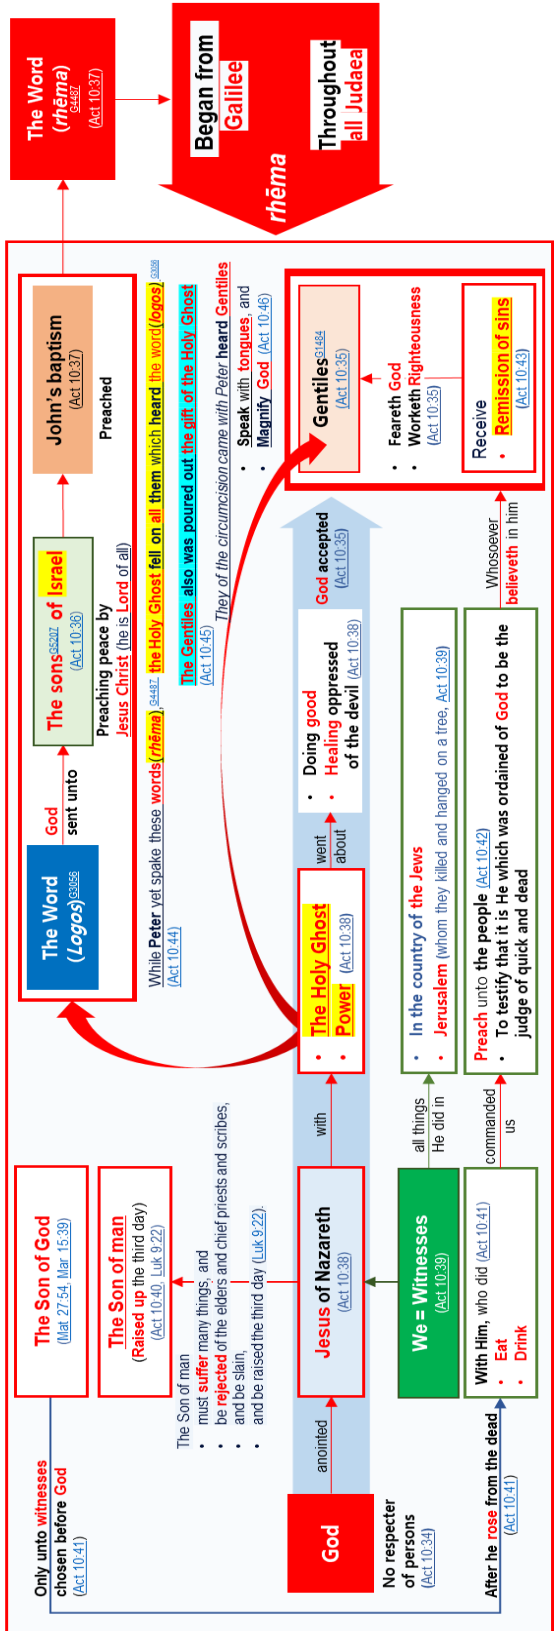 Only unto witnesses
chosen before God
(Act 10:41)
The Son of God
(Mat 27:54, Mar 15:39)
The Son of man
(Raised up the third day)
(Act 10:40, Luk 9:22)
The Son of man
• must suffer many things, and
• be rejected of the elders and chief priests and scribes,
• and be slain,
• and be raised the third day (Luk 9:22).
God
anointed
Jesus of Nazareth
(Act 10:38)
with
• The Holy Ghost
• Power (Act 10:38)
went
about
• Doing good
• Healing oppressed
of the devil (Act 10:38)
God accepted
(Act 10:35)
No respecter
of persons
(Act 10:34)
We = Witnesses
(Act 10:39)
all things
He did in
• In the country of the Jews
• Jerusalem (whom they killed and hanged on a tree, Act 10:39)
After he rose from the dead
(Act 10:41)
With Him, who did (Act 10:41)
• Eat
• Drink
commanded
us
Preach unto the people (Act 10:42)
• To testify that it is He which was ordained of God to be the
judge of quick and dead
Whosoever
believeth in him
The Word
(Logos)G3056
God
sent unto
The sonsG5207 of Israel
(Act 10:36)
Preaching peace by
Jesus Christ (he is Lord of all)
John's baptism
(Act 10:37)
Preached
The Word
(rhēma)
G4487
(Act 10:37)
Began from
Galilee
Throughout
all Judaea
rhēma
While Peter yet spake these words(rhēma),G4487 the Holy Ghost fell on all them which heard the word(logos).G3056
(Act 10:44)
The Gentiles also was poured out the gift of the Holy Ghost
(Act 10:45)
They of the circumcision came with Peter heard Gentiles
• Speak with tongues, and
• Magnify God (Act 10:46)
GentilesG1484
(Act 10:35)
• Feareth God
• Worketh Righteousness
(Act 10:35)
Receive
• Remission of sins
(Act 10:43)